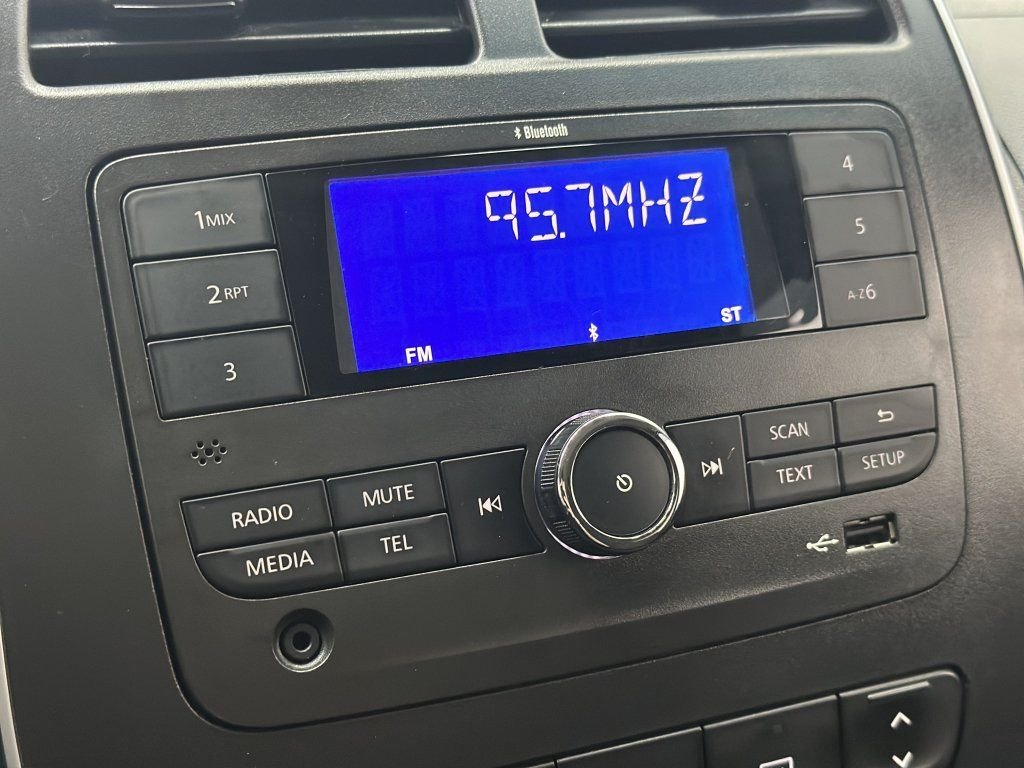 Bluetooth
1MIX
95.7MHZ
4
2RPT
5
3
FM
ST
A-Z6
RADIO
MUTE
SCAN
MEDIA
TEL
TEXT
SETUP